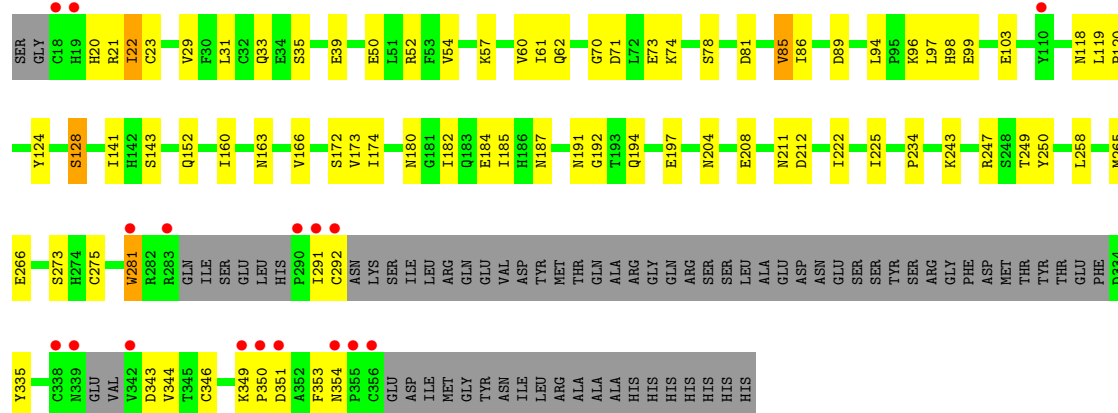 SER GLY C18 H19 H20 R21 I22 C23 V29 F30 L31 C32 Q33 E34 S35 E39 E50 L51 R52 F53 V54 K57 V60 I61 Q62 G70 D71 L72 E73 K74 S78 D81 V85 I86 D89 L94 P95 K96 L97 H98 E99 E103 Y110 N118 L119 P120
Y124 S128 I141 H142 S143 Q152 I160 N163 V166 S172 V173 I174 N180 G181 I182 Q183 E184 I185 H186 N187 N191 G192 T193 Q194 E197 N204 E208 N211 D212 I222 I225 P234 K243 R247 S248 T249 Y250 L258 M265
E266 S273 H274 C275 W281 R282 R283 GLN ILE SER GLU LEU HIS P290 I291 C292 ASN LYS SER ILE LEU ARG GLN GLU VAL ASP TYR MET THR GLN ALA ARG GLY GLN ARG SER SER LEU ALA GLU ASP ASN GLU SER SER TYR SER ARG GLY PHE ASP MET THR TYR THR GLU PHE D334
Y335 C338 N339 GLU VAL V342 D343 V344 T345 C346 K349 P350 D351 A352 F353 N354 P355 C356 GLU ASP ILE MET GLY TYR ASN ILE LEU ARG ALA ALA ALA HIS HIS HIS HIS HIS HIS